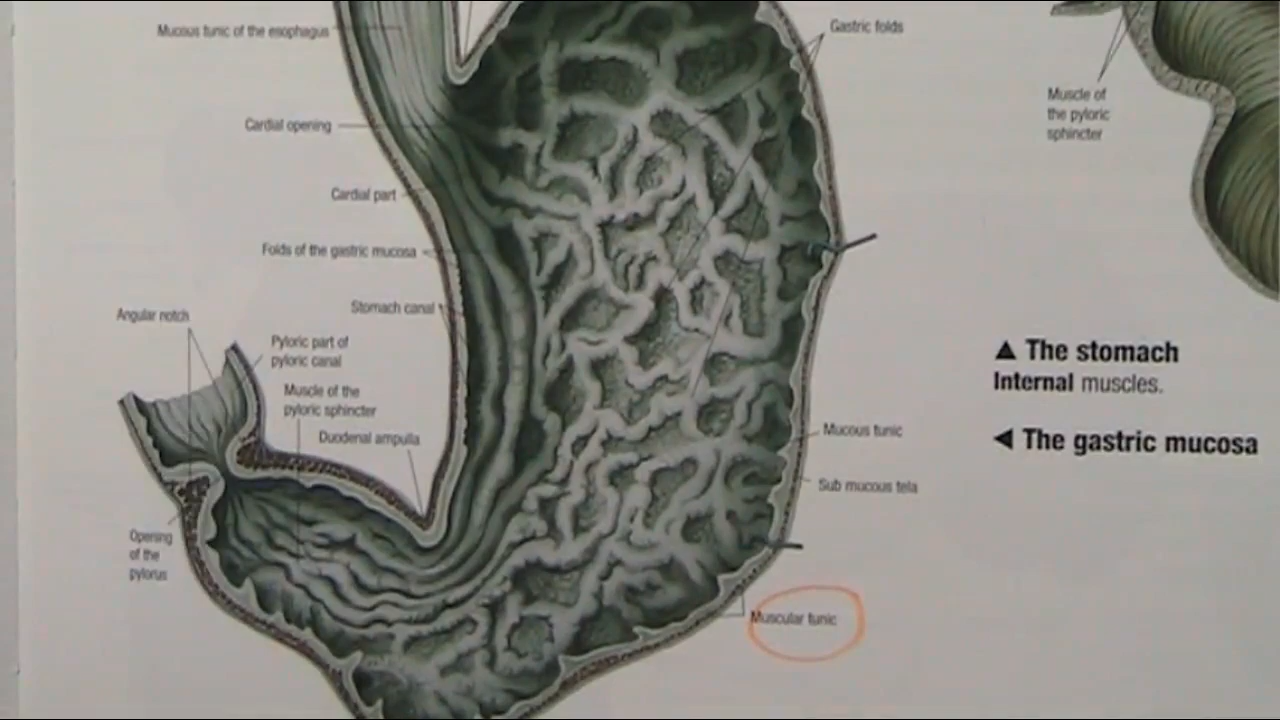 Mucous tunic of the esophagus
Gastric folds
Cardial opening
Muscle of
the pyloric
sphincter
Cardial part
Folds of the gastric mucosa
Stomach canal
Angular notch
Pyloric part of
pyloric canal
Muscle of the
pyloric sphincter
Duodenal ampulla
▲ The stomach
Internal muscles.
◀ The gastric mucosa
Mucous tunic
Sub mucous tela
Opening
of the
pylorus
Muscular tunic